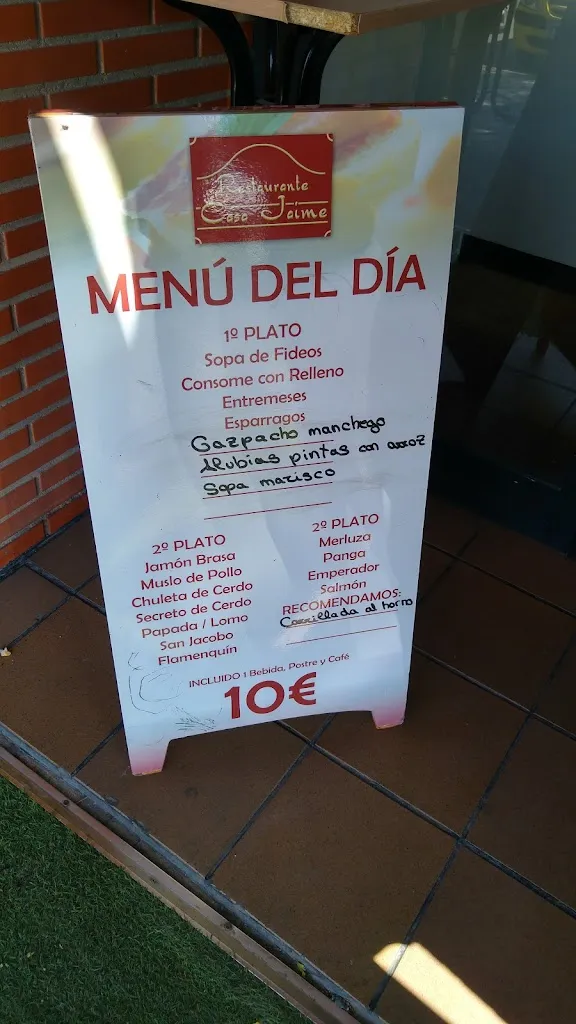 Restaurante
Casa Jaime
MENÚ DEL DÍA
1º PLATO
Sopa de Fideos
Consome con Relleno
Entremeses
Esparragos
Gazpacho manchego
Alubias pintas con arroz
Sopa marisco
2º PLATO
Jamón Brasa
Muslo de Pollo
Chuleta de Cerdo
Secreto de Cerdo
Papada / Lomo
San Jacobo
Flamenquín
2º PLATO
Merluza
Panga
Emperador
Salmón
RECOMENDAMOS:
Carrillada al horno
INCLUIDO 1 Bebida, Postre y Café
10€